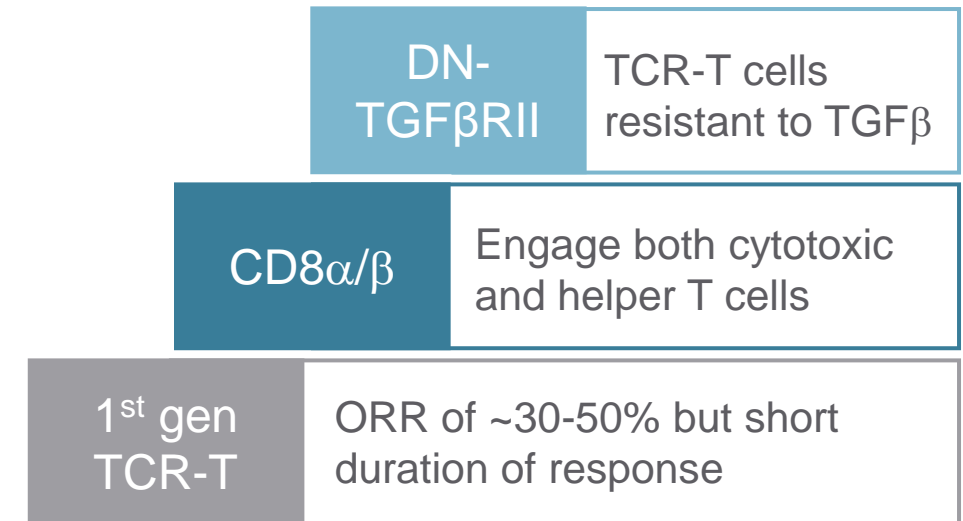 DN-
TGFβRII
TCR-T cells
resistant to TGFβ
CD8α/β
Engage both cytotoxic
and helper T cells
1st gen
TCR-T
ORR of ~30-50% but short
duration of response